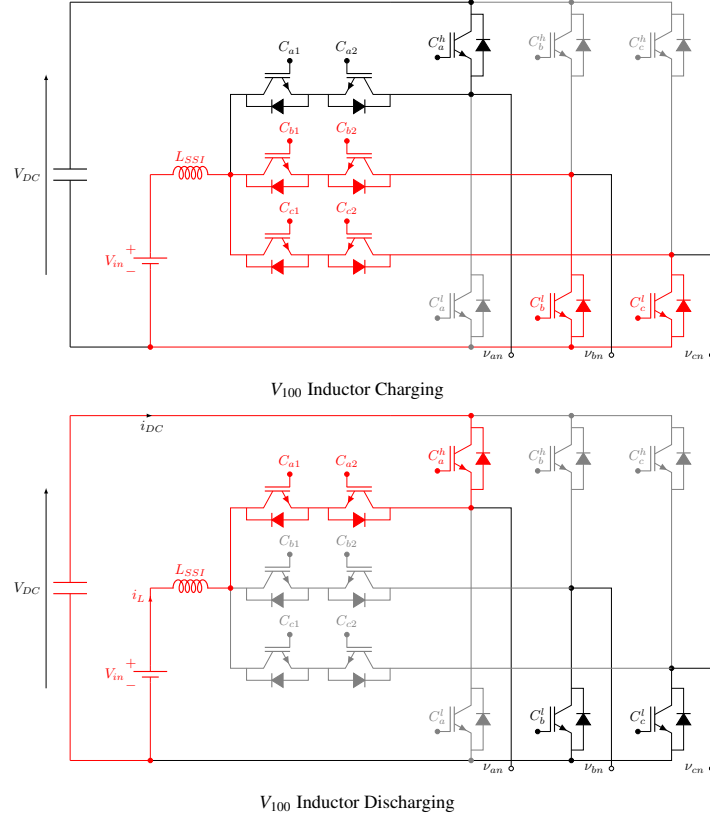 C_a^h C_b^h C_c^h
C_{a1} C_{a2}
C_{b1} C_{b2}
L_{SSI}
V_{DC}
C_{c1} C_{c2}
V_{in} + −
C_a^l C_b^l C_c^l
ν_{an} ν_{bn} ν_{cn}
V_{100} Inductor Charging
i_{DC}
C_a^h C_b^h C_c^h
C_{a1} C_{a2}
C_{b1} C_{b2}
L_{SSI}
V_{DC}
i_L
C_{c1} C_{c2}
V_{in} + −
C_a^l C_b^l C_c^l
ν_{an} ν_{bn} ν_{cn}
V_{100} Inductor Discharging